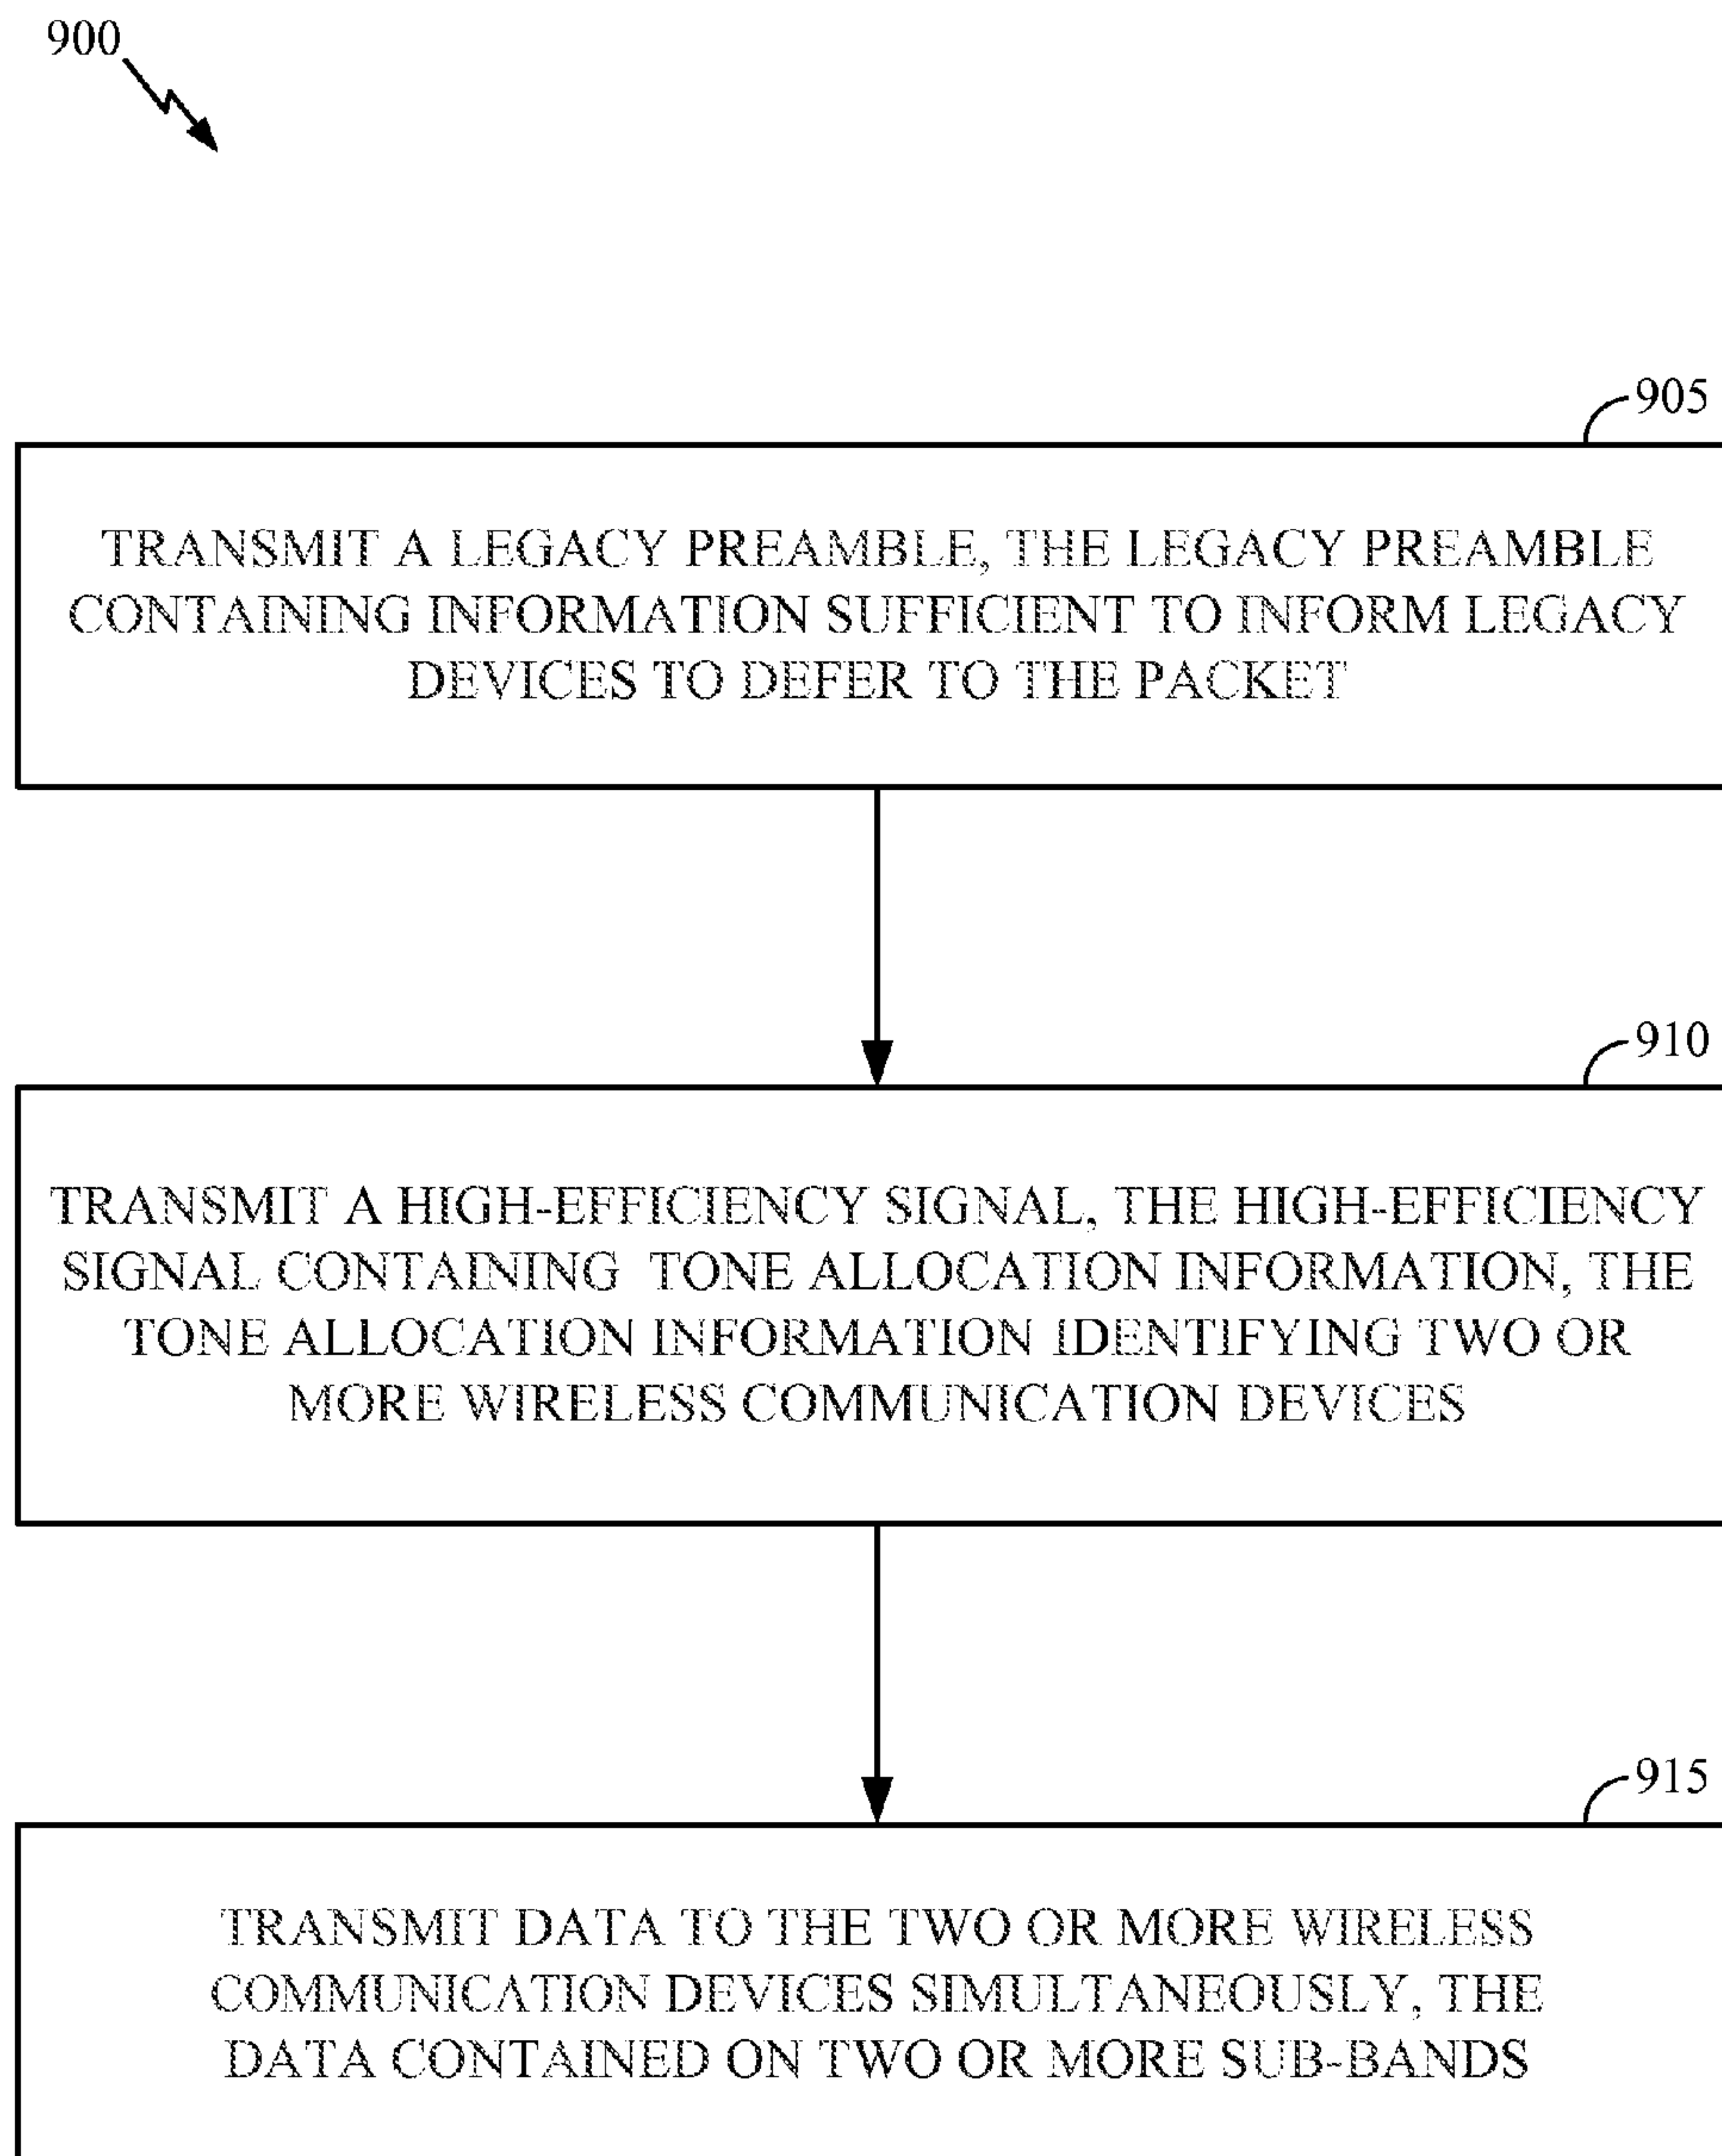 900
905
TRANSMIT A LEGACY PREAMBLE, THE LEGACY PREAMBLE
CONTAINING INFORMATION SUFFICIENT TO INFORM LEGACY
DEVICES TO DEFER TO THE PACKET
910
TRANSMIT A HIGH-EFFICIENCY SIGNAL, THE HIGH-EFFICIENCY
SIGNAL CONTAINING TONE ALLOCATION INFORMATION, THE
TONE ALLOCATION INFORMATION IDENTIFYING TWO OR
MORE WIRELESS COMMUNICATION DEVICES
915
TRANSMIT DATA TO THE TWO OR MORE WIRELESS
COMMUNICATION DEVICES SIMULTANEOUSLY, THE
DATA CONTAINED ON TWO OR MORE SUB-BANDS